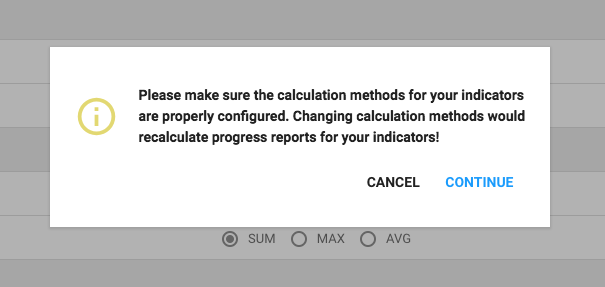 Please make sure the calculation methods for your indicators
are properly configured. Changing calculation methods would
recalculate progress reports for your indicators!
CANCEL CONTINUE
SUM MAX AVG